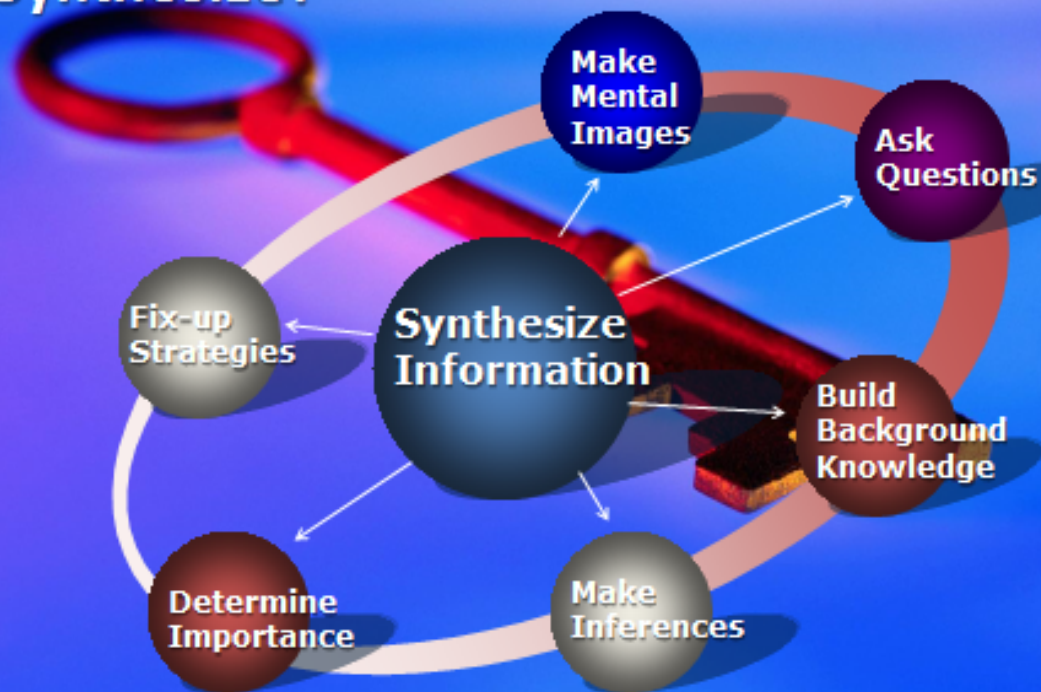 Make
Mental
Images
Ask
Questions
Synthesize
Information
Fix-up
Strategies
Build
Background
Knowledge
Determine
Importance
Make
Inferences